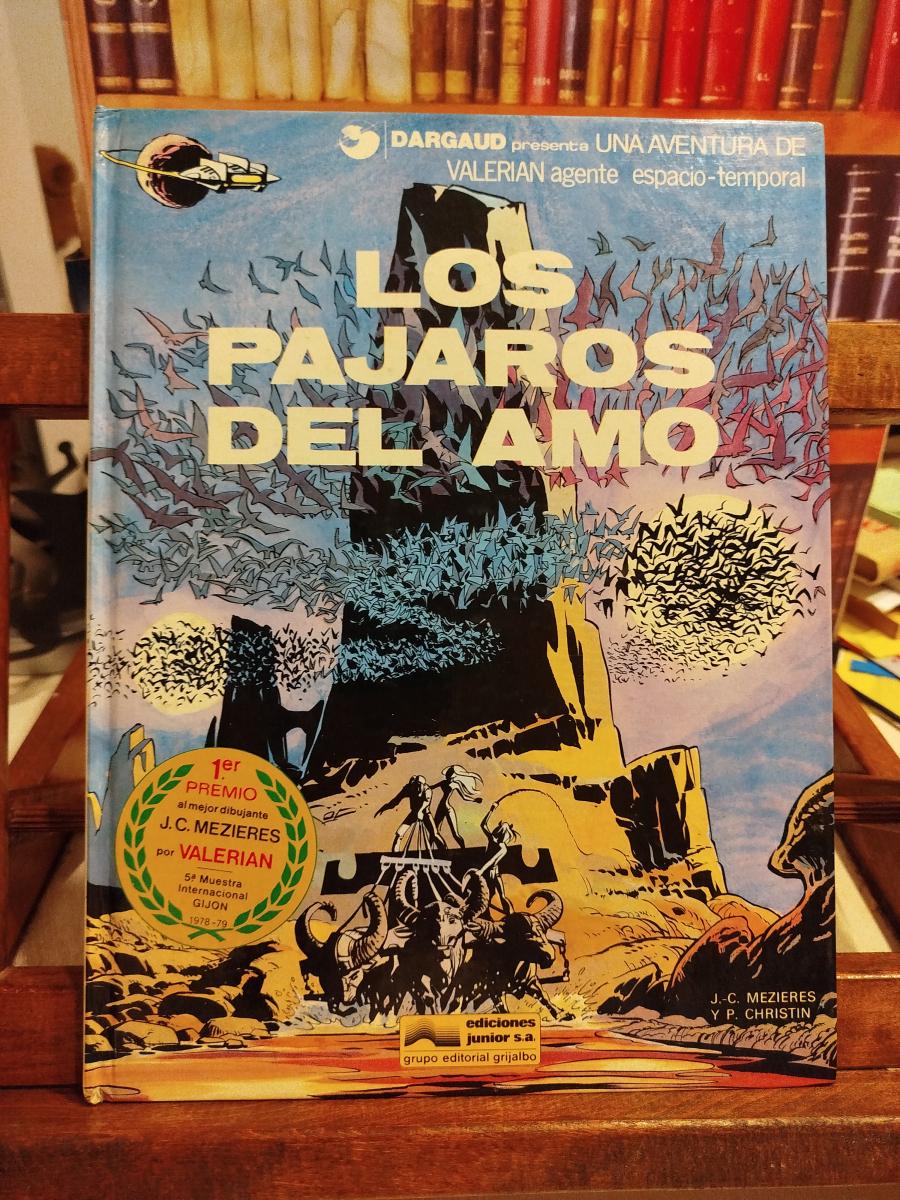 DARGAUD presenta UNA AVENTURA DE
VALERIAN agente espacio-temporal
LOS
PAJAROS
DEL AMO
1er.
PREMIO
al mejor dibujante
J.C. MEZIERES
por VALERIAN
5ª Muestra
Internacional
GIJON
1978-79
J.-C. MEZIERES
Y P. CHRISTIN
ediciones
junior s.a.
grupo editorial grijalbo